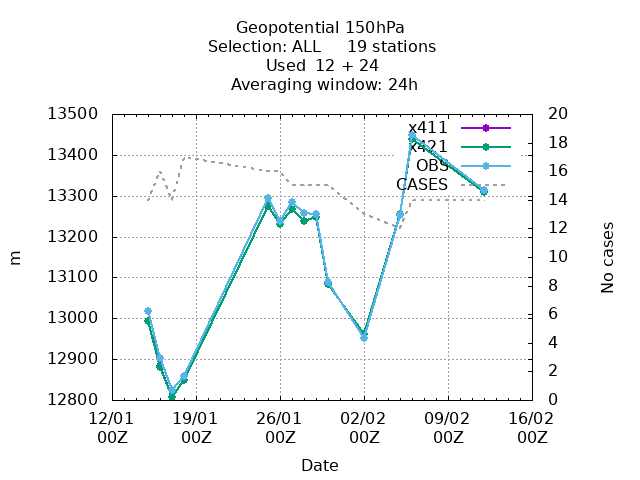 Geopotential 150hPa
Selection: ALL 19 stations
Used 12 + 24
Averaging window: 24h
13500
13400
13300
13200
13100
13000
12900
12800
m
20
18
16
14
12
10
8
6
4
2
0
No cases
x411
x421
OBS
CASES
12/01 19/01 26/01 02/02 09/02 16/02
00Z 00Z 00Z 00Z 00Z 00Z
Date